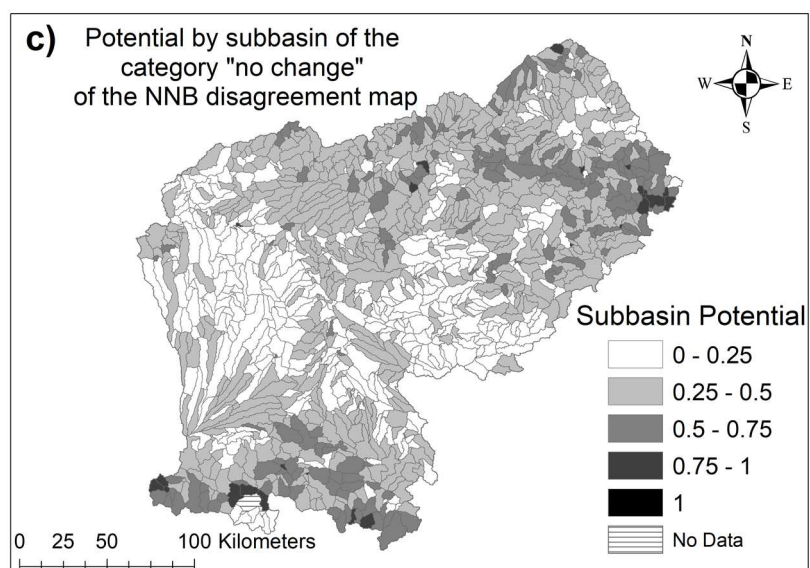 c) Potential by subbasin of the
category "no change"
of the NNB disagreement map
N
W E
S
Subbasin Potential
0 - 0.25
0.25 - 0.5
0.5 - 0.75
0.75 - 1
1
No Data
0 25 50 100 Kilometers